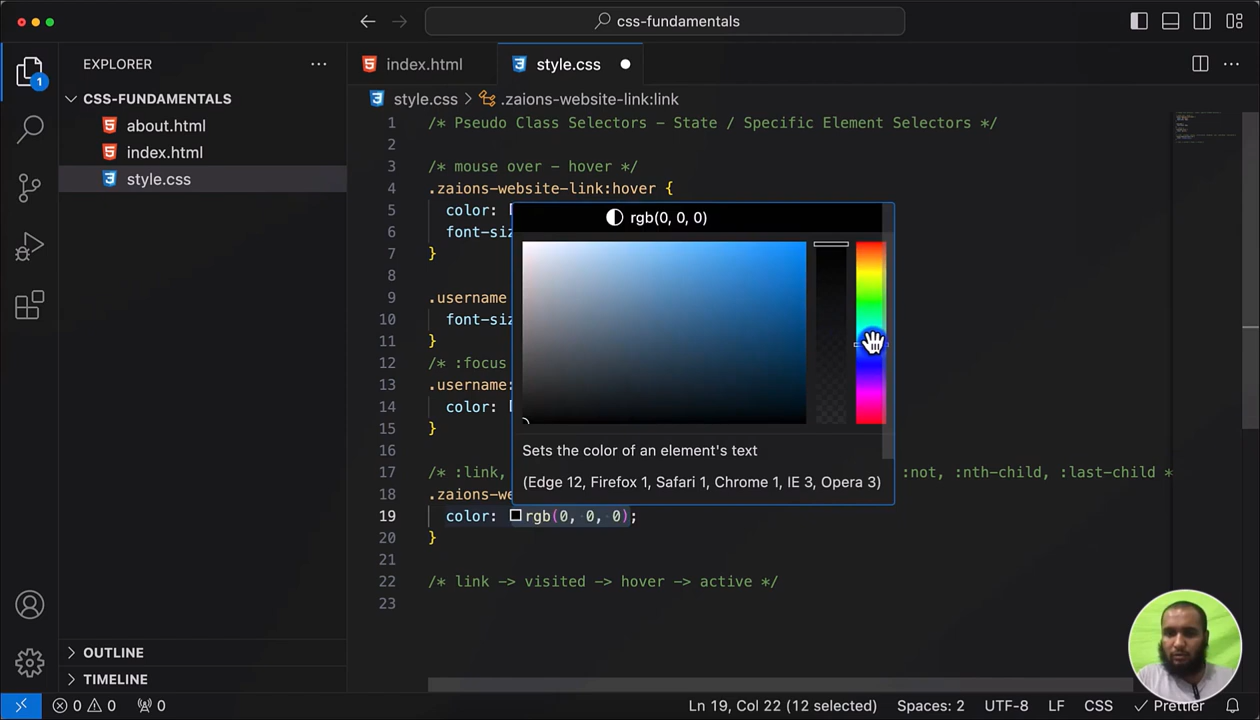 css-fundamentals
EXPLORER
index.html
style.css
1
CSS-FUNDAMENTALS
style.css > .zaions-website-link:link
about.html
index.html
style.css
1 /* Pseudo Class Selectors - State / Specific Element Selectors */
2
3 /* mouse over - hover */
4 .zaions-website-link:hover {
5 color:
6 font-siz
7 }
8
9 .username
10 font-siz
11 }
12 /* :focus
13 .username:
14 color:
15 }
16
17 /* :link, :not, :nth-child, :last-child *
18 .zaions-we
19 color: rgb(0, 0, 0);
20 }
21
22 /* link -> visited -> hover -> active */
23
rgb(0, 0, 0)
Sets the color of an element's text
(Edge 12, Firefox 1, Safari 1, Chrome 1, IE 3, Opera 3)
OUTLINE
TIMELINE
0 0 0
Ln 19, Col 22 (12 selected) Spaces: 2 UTF-8 LF CSS Prettier